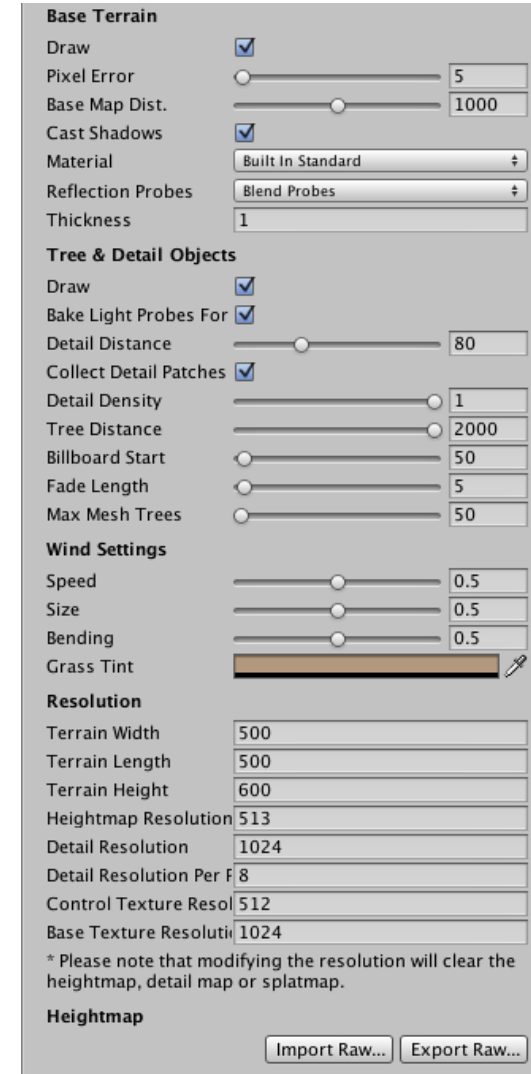 Base Terrain
Draw
Pixel Error 5
Base Map Dist. 1000
Cast Shadows
Material Built In Standard
Reflection Probes Blend Probes
Thickness 1
Tree & Detail Objects
Draw
Bake Light Probes For
Detail Distance 80
Collect Detail Patches
Detail Density 1
Tree Distance 2000
Billboard Start 50
Fade Length 5
Max Mesh Trees 50
Wind Settings
Speed 0.5
Size 0.5
Bending 0.5
Grass Tint
Resolution
Terrain Width 500
Terrain Length 500
Terrain Height 600
Heightmap Resolution 513
Detail Resolution 1024
Detail Resolution Per P 8
Control Texture Resol 512
Base Texture Resoluti 1024
* Please note that modifying the resolution will clear the
heightmap, detail map or splatmap.
Heightmap
Import Raw... Export Raw...